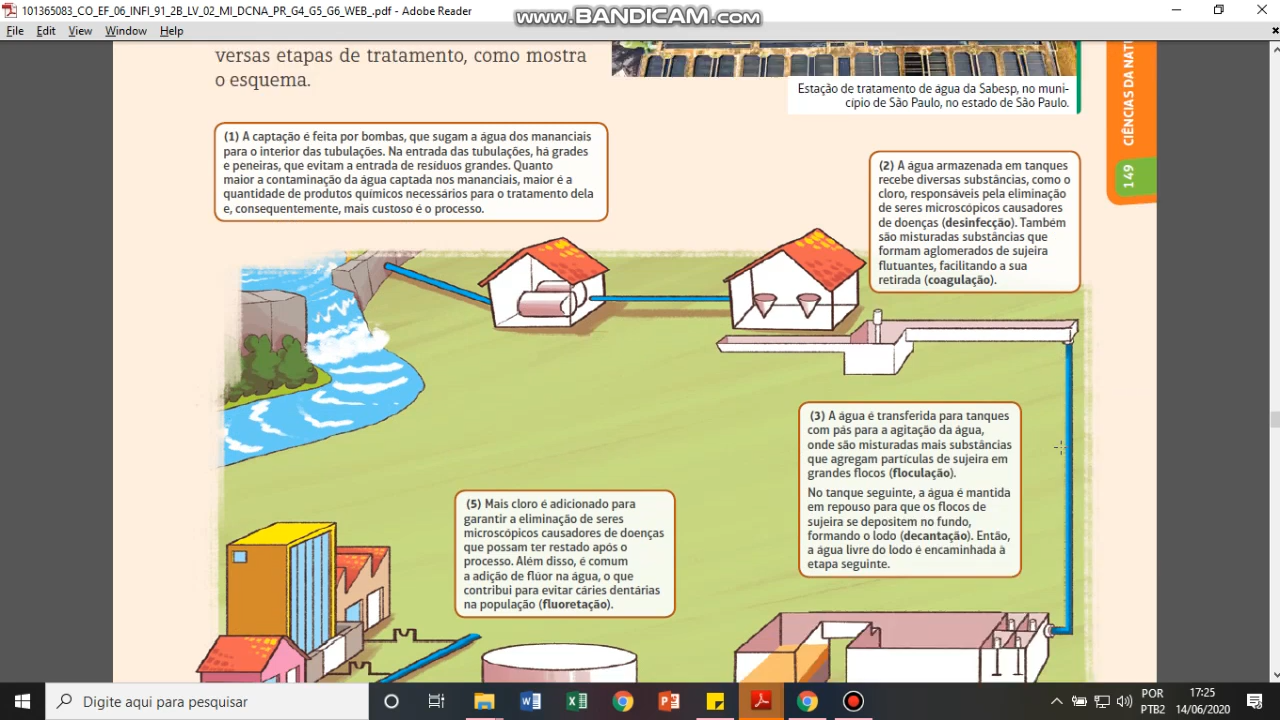 101365083_CO_EF_06_INFI_91_2B_LV_02_MI_DCNA_PR_G4_G5_G6_WEB_.pdf - Adobe Reader
www.BANDICAM.com
File Edit View Window Help
versas etapas de tratamento, como mostra
o esquema.
Estação de tratamento de água da Sabesp, no muni-
cípio de São Paulo, no estado de São Paulo.
CIÊNCIAS DA NAT
149
(1) A captação é feita por bombas, que sugam a água dos mananciais
para o interior das tubulações. Na entrada das tubulações, há grades
e peneiras, que evitam a entrada de resíduos grandes. Quanto
maior a contaminação da água captada nos mananciais, maior é a
quantidade de produtos químicos necessários para o tratamento dela
e, consequentemente, mais custoso é o processo.
(2) A água armazenada em tanques
recebe diversas substâncias, como o
cloro, responsáveis pela eliminação
de seres microscópicos causadores
de doenças (desinfecção). Também
são misturadas substâncias que
formam aglomerados de sujeira
flutuantes, facilitando a sua
retirada (coagulação).
(3) A água é transferida para tanques
com pás para a agitação da água,
onde são misturadas mais substâncias
que agregam partículas de sujeira em
grandes flocos (floculação).
No tanque seguinte, a água é mantida
em repouso para que os flocos de
sujeira se depositem no fundo,
formando o lodo (decantação). Então,
a água livre do lodo é encaminhada à
etapa seguinte.
(5) Mais cloro é adicionado para
garantir a eliminação de seres
microscópicos causadores de doenças
que possam ter restado após o
processo. Além disso, é comum
a adição de flúor na água, o que
contribui para evitar cáries dentárias
na população (fluoretação).
Digite aqui para pesquisar
POR
PTB2
17:25
14/06/2020